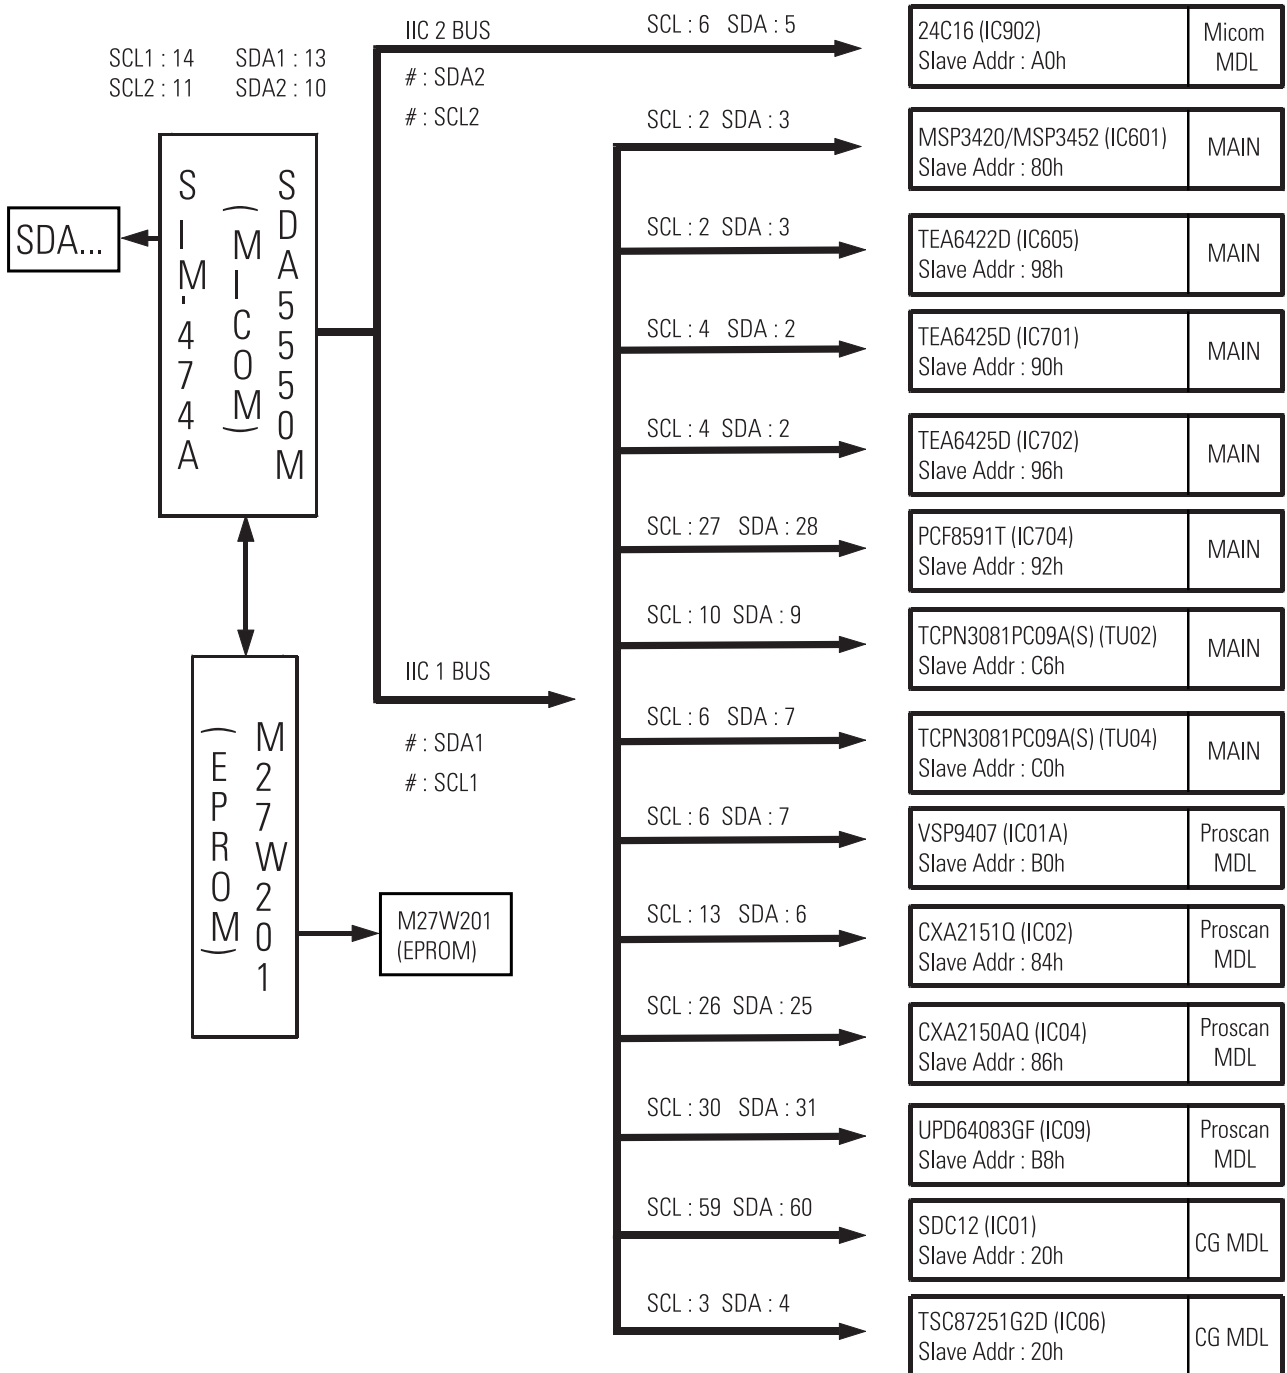 SCL1 : 14 SDA1 : 13
SCL2 : 11 SDA2 : 10
SDA...
SIM'474A
(MICOM)
SDA5550M
IIC 2 BUS
# : SDA2
# : SCL2
IIC 1 BUS
# : SDA1
# : SCL1
(EPROM)
M27W201
M27W201
(EPROM)
SCL : 6 SDA : 5
24C16 (IC902)
Slave Addr : A0h
Micom
MDL
SCL : 2 SDA : 3
MSP3420/MSP3452 (IC601)
Slave Addr : 80h
MAIN
SCL : 2 SDA : 3
TEA6422D (IC605)
Slave Addr : 98h
MAIN
SCL : 4 SDA : 2
TEA6425D (IC701)
Slave Addr : 90h
MAIN
SCL : 4 SDA : 2
TEA6425D (IC702)
Slave Addr : 96h
MAIN
SCL : 27 SDA : 28
PCF8591T (IC704)
Slave Addr : 92h
MAIN
SCL : 10 SDA : 9
TCPN3081PC09A(S) (TU02)
Slave Addr : C6h
MAIN
SCL : 6 SDA : 7
TCPN3081PC09A(S) (TU04)
Slave Addr : C0h
MAIN
SCL : 6 SDA : 7
VSP9407 (IC01A)
Slave Addr : B0h
Proscan
MDL
SCL : 13 SDA : 6
CXA2151Q (IC02)
Slave Addr : 84h
Proscan
MDL
SCL : 26 SDA : 25
CXA2150AQ (IC04)
Slave Addr : 86h
Proscan
MDL
SCL : 30 SDA : 31
UPD64083GF (IC09)
Slave Addr : B8h
Proscan
MDL
SCL : 59 SDA : 60
SDC12 (IC01)
Slave Addr : 20h
CG MDL
SCL : 3 SDA : 4
TSC87251G2D (IC06)
Slave Addr : 20h
CG MDL